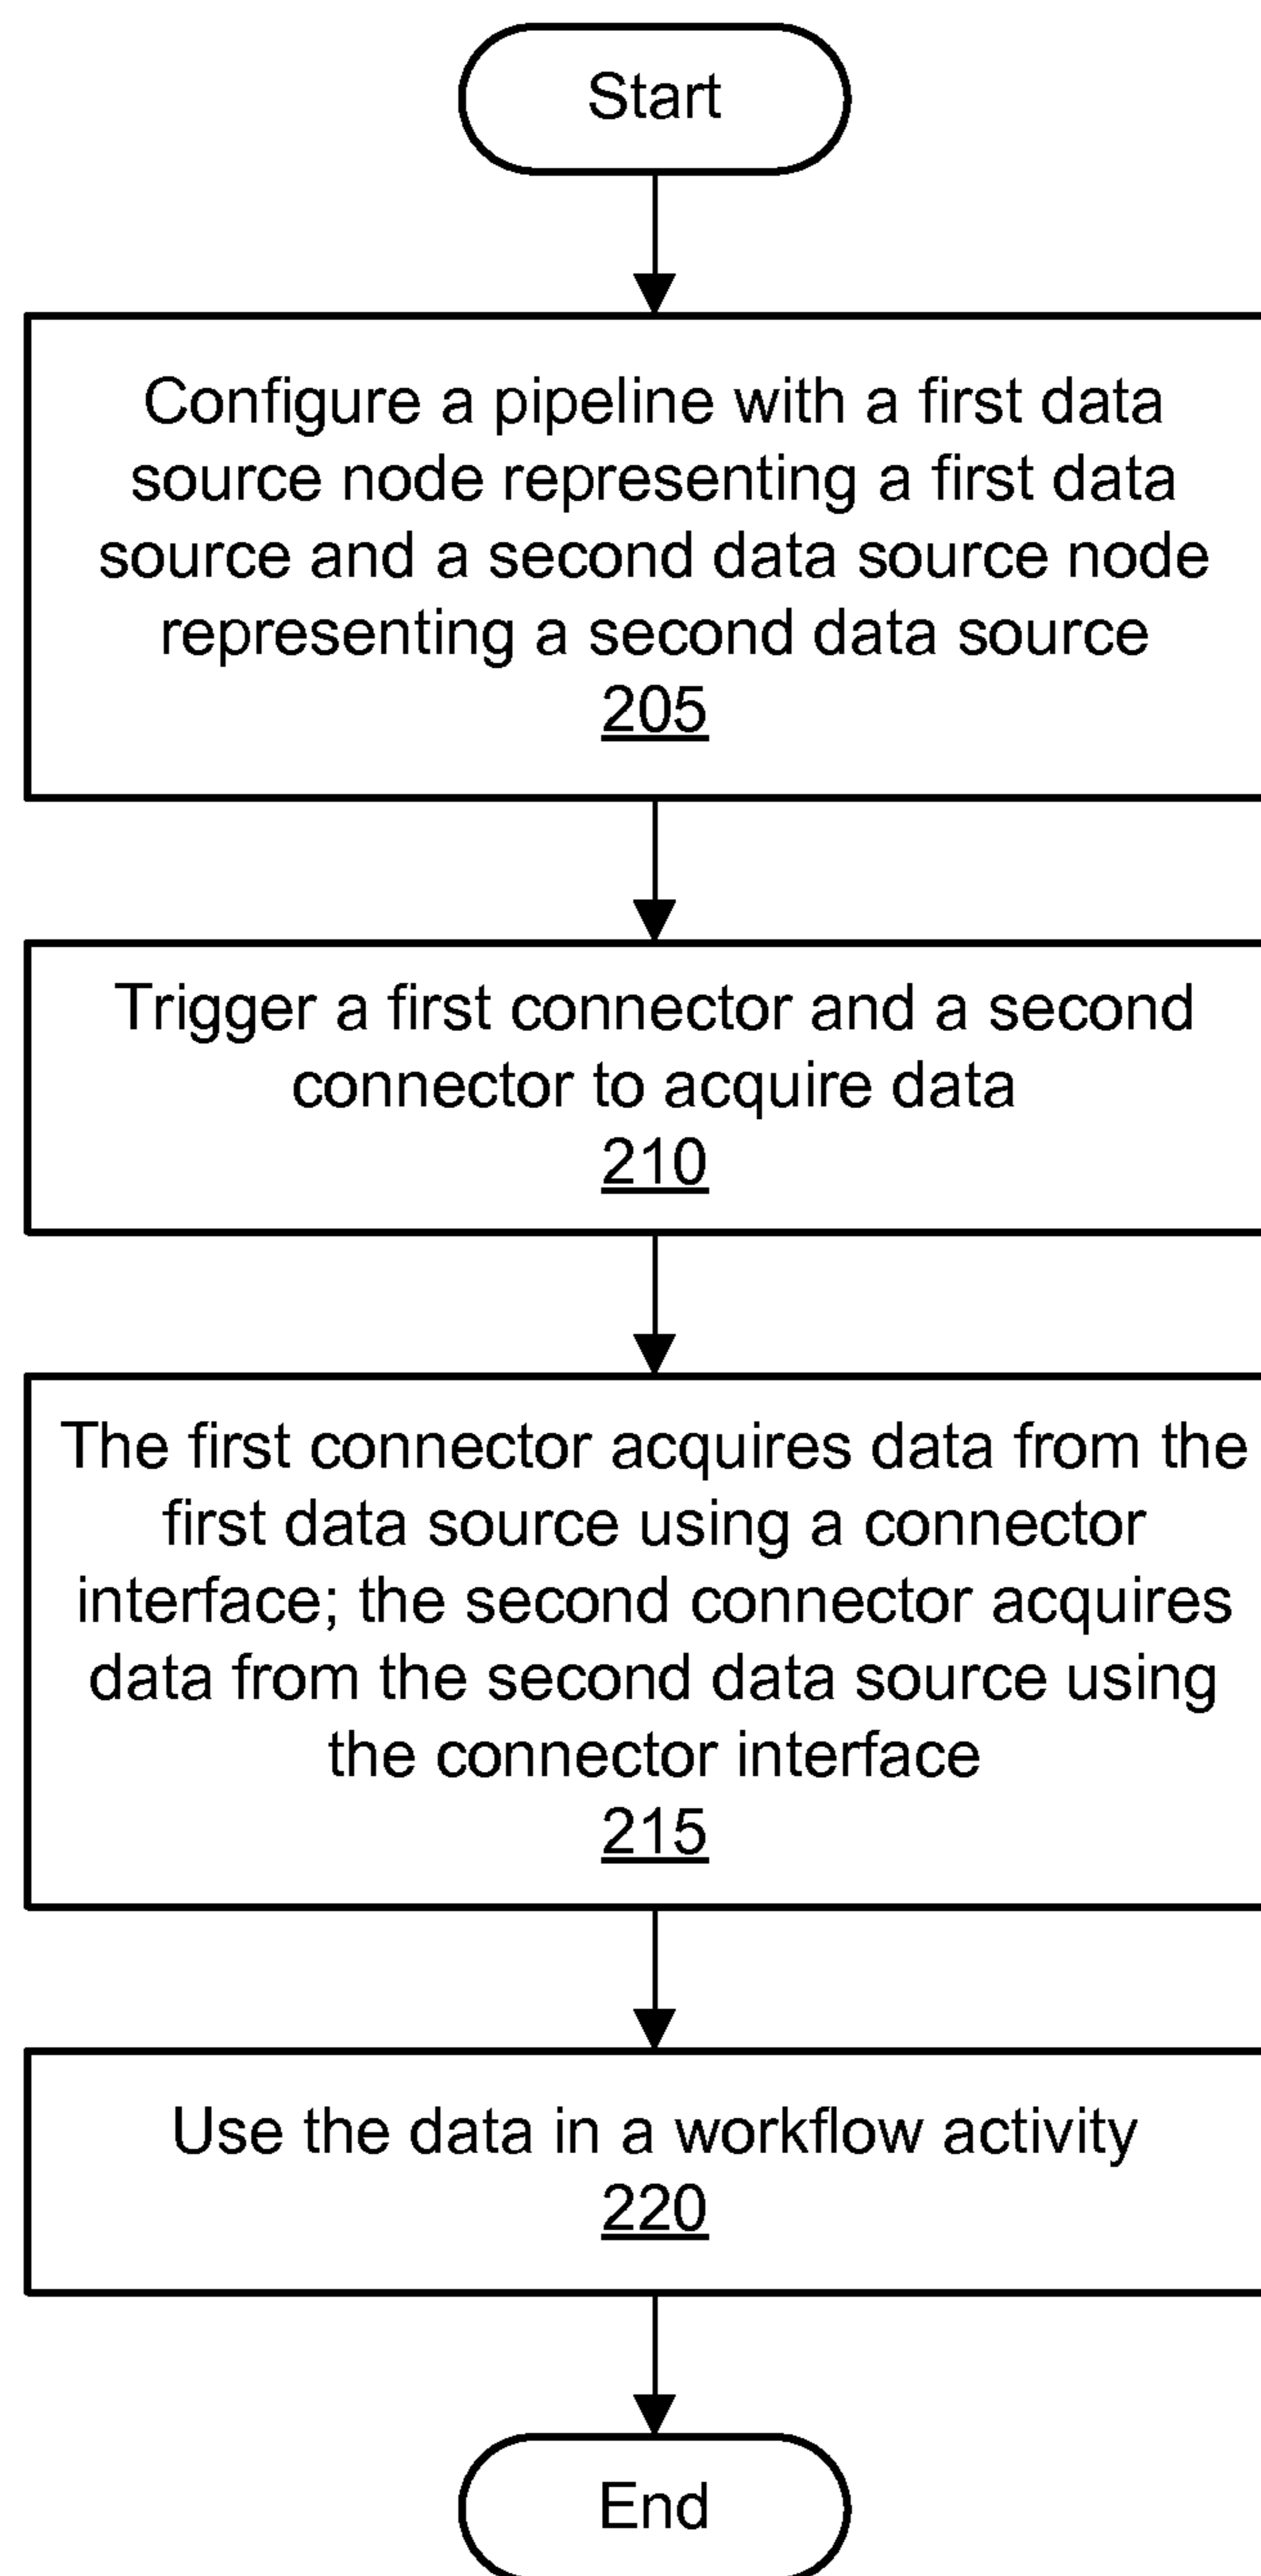 Start
Configure a pipeline with a first data
source node representing a first data
source and a second data source node
representing a second data source
205
Trigger a first connector and a second
connector to acquire data
210
The first connector acquires data from the
first data source using a connector
interface; the second connector acquires
data from the second data source using
the connector interface
215
Use the data in a workflow activity
220
End